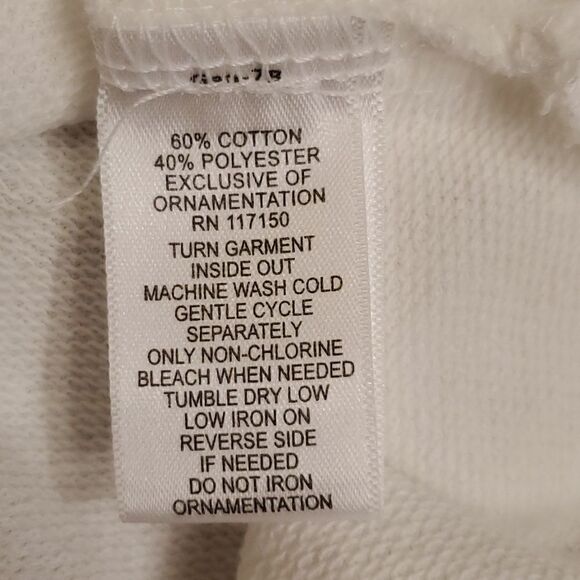 60% COTTON
40% POLYESTER
EXCLUSIVE OF
ORNAMENTATION
RN 117150
TURN GARMENT
INSIDE OUT
MACHINE WASH COLD
GENTLE CYCLE
SEPARATELY
ONLY NON-CHLORINE
BLEACH WHEN NEEDED
TUMBLE DRY LOW
LOW IRON ON
REVERSE SIDE
IF NEEDED
DO NOT IRON
ORNAMENTATION